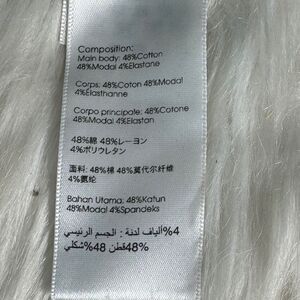 Composition:
Main body: 48%Cotton
48%Modal 4%Elastane
Corps: 48%Coton 48%Modal
4%Élasthanne
Corpo principale: 48%Cotone
48%Modal 4%Elastan
48%綿 48%レーヨン
4%ポリウレタン
面料: 48%棉 48%莫代尔纤维
4%氨纶
Bahan Utama: 48%Katun
48%Modal 4%Spandeks
4%ألياف لدنة : الجسم الرئيسي
48%قطن 48%شكلي